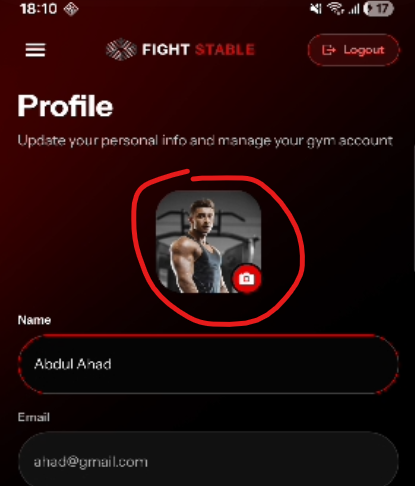 18:10 17
FIGHT STABLE Logout
Profile
Update your personal info and manage your gym account
Name
Abdul Ahad
Email
ahad@gmail.com